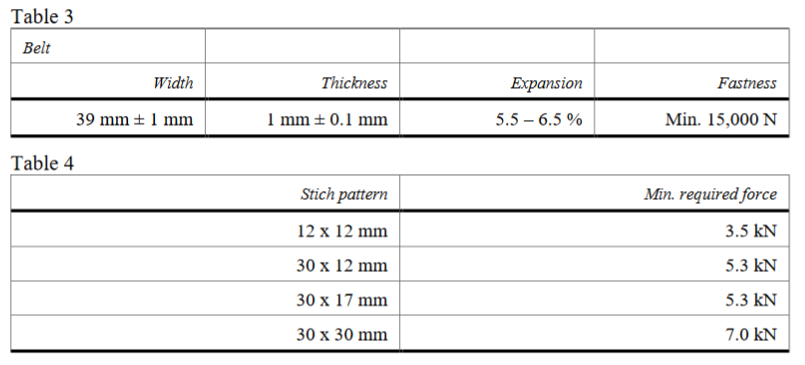 Table 3
Belt
Width Thickness Expansion Fastness
39 mm ± 1 mm 1 mm ± 0.1 mm 5.5 – 6.5 % Min. 15,000 N
Table 4
Stich pattern Min. required force
12 x 12 mm 3.5 kN
30 x 12 mm 5.3 kN
30 x 17 mm 5.3 kN
30 x 30 mm 7.0 kN